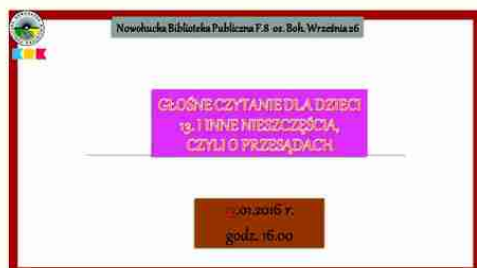 Nowohucka Biblioteka Publiczna F.8 os. Boh. Września 26
GŁOŚNE CZYTANIE DLA DZIECI
13. I INNE NIESZCZĘŚCIA,
CZYLI O PRZESĄDACH
.01.2016 r.
godz. 16.00